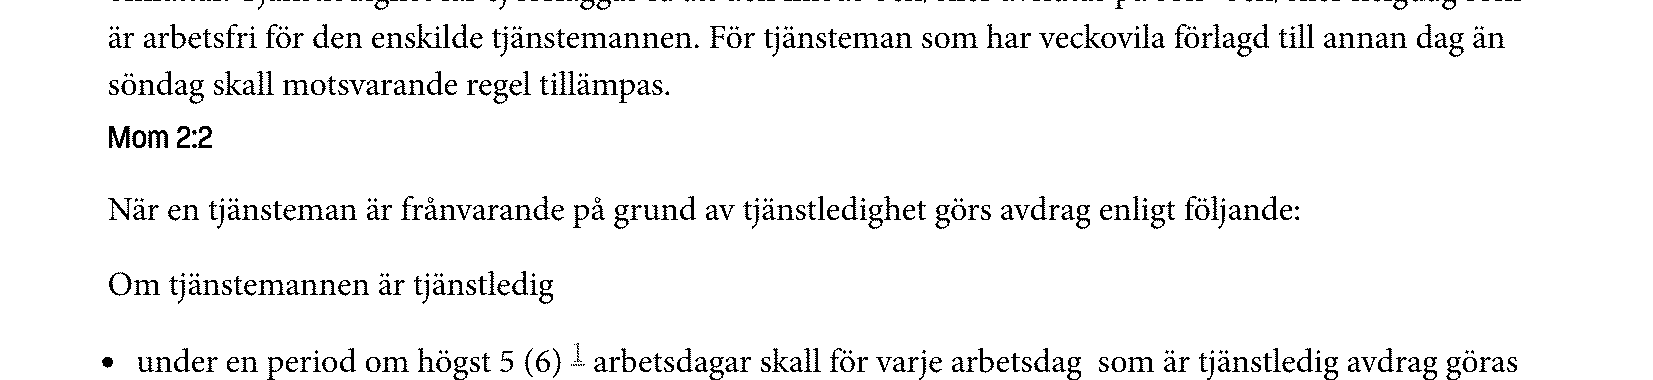 är arbetsfri för den enskilde tjänstemannen. För tjänsteman som har veckovila förlagd till annan dag än
söndag skall motsvarande regel tillämpas.
Mom 2:2
När en tjänsteman är frånvarande på grund av tjänstledighet görs avdrag enligt följande:
Om tjänstemannen är tjänstledig
• under en period om högst 5 (6) 1 arbetsdagar skall för varje arbetsdag som är tjänstledig avdrag göras